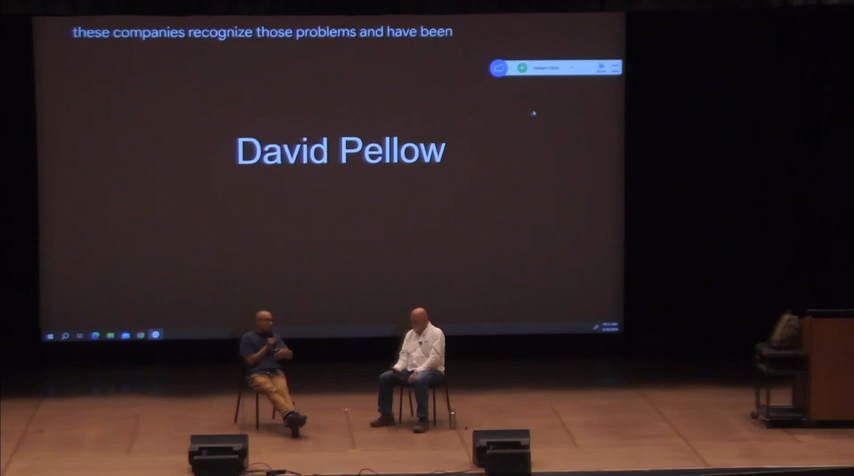 these companies recognize those problems and have been
David Pellow